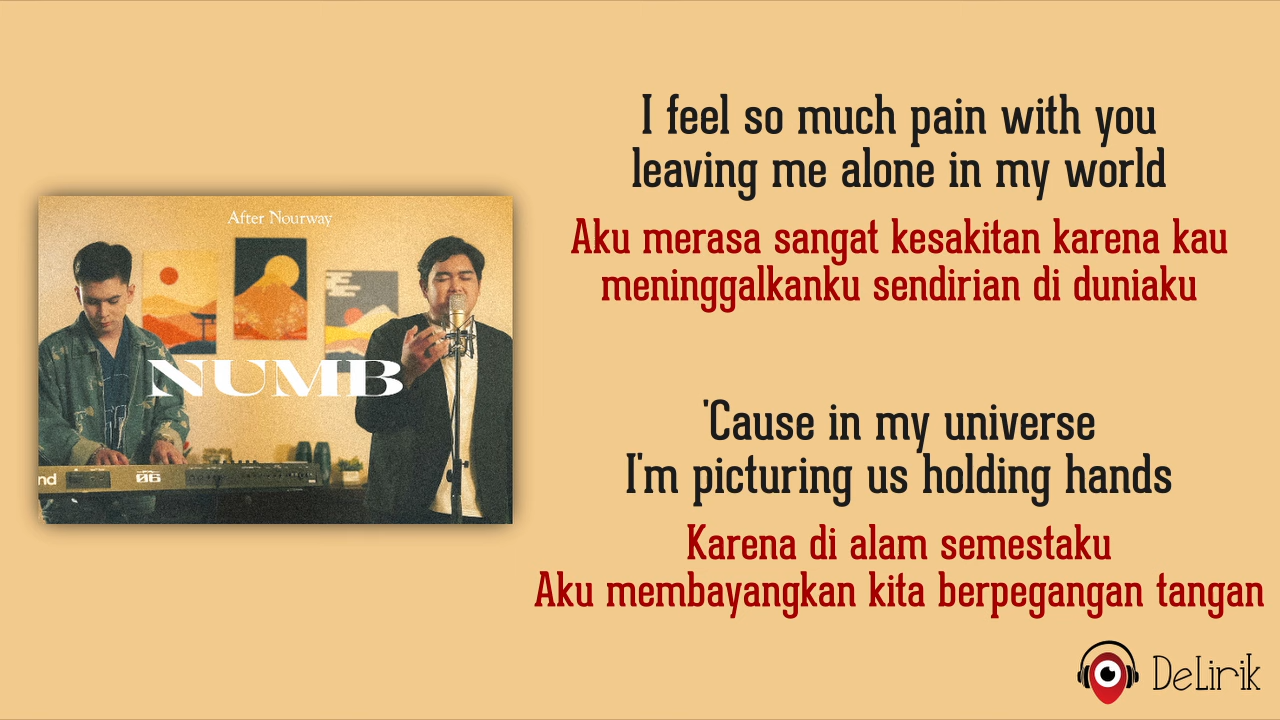 After Nourway
NUMB
nd
06
I feel so much pain with you
leaving me alone in my world
Aku merasa sangat kesakitan karena kau
meninggalkanku sendirian di duniaku
'Cause in my universe
I'm picturing us holding hands
Karena di alam semestaku
Aku membayangkan kita berpegangan tangan
DeLirik